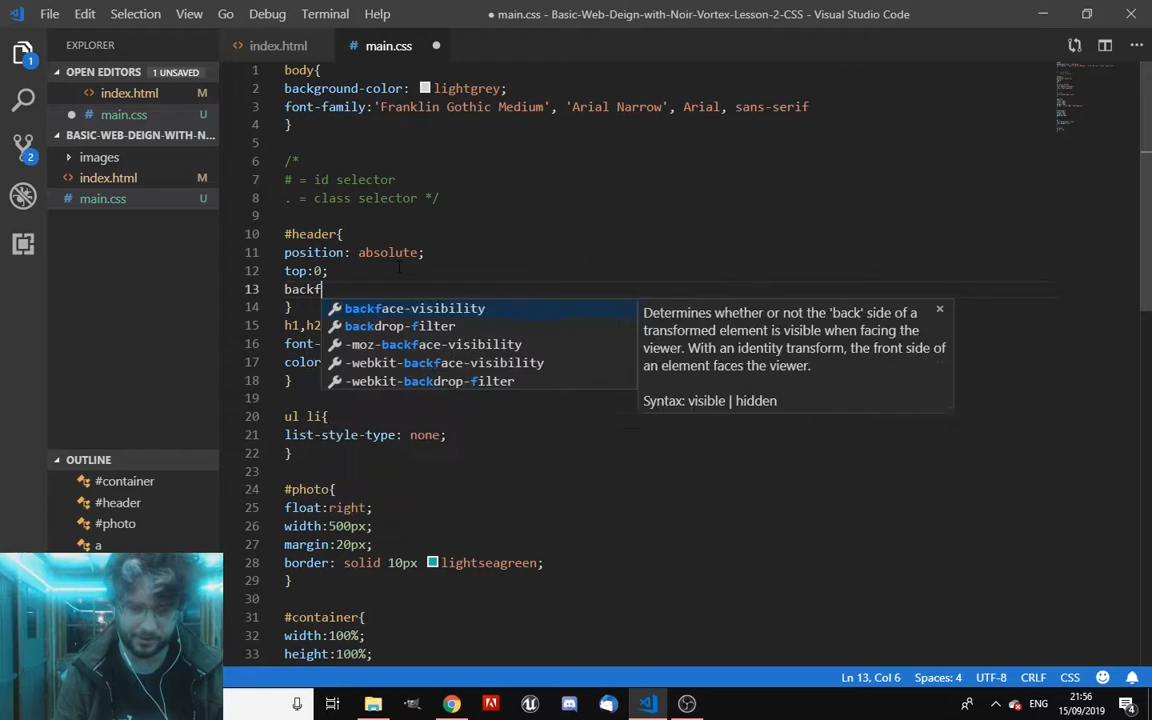 File Edit Selection View Go Debug Terminal Help
● main.css - Basic-Web-Deign-with-Noir-Vortex-Lesson-2-CSS - Visual Studio Code
EXPLORER
OPEN EDITORS 1 UNSAVED
<> index.html M
# main.css U
BASIC-WEB-DEIGN-WITH-N...
images
<> index.html M
# main.css U
OUTLINE
#container
#header
#photo
a
1
2
<> index.html
# main.css ●
1 body{
2 background-color: lightgrey;
3 font-family:'Franklin Gothic Medium', 'Arial Narrow', Arial, sans-serif
4 }
5
6 /*
7 # = id selector
8 . = class selector */
9
10 #header{
11 position: absolute;
12 top:0;
13 backf
14 }
15 h1,h2
16 font-
17 color
18 }
19
20 ul li{
21 list-style-type: none;
22 }
23
24 #photo{
25 float:right;
26 width:500px;
27 margin:20px;
28 border: solid 10px lightseagreen;
29 }
30
31 #container{
32 width:100%;
33 height:100%;
backface-visibility
backdrop-filter
-moz-backface-visibility
-webkit-backface-visibility
-webkit-backdrop-filter
Determines whether or not the 'back' side of a
transformed element is visible when facing the
viewer. With an identity transform, the front side of
an element faces the viewer.
Syntax: visible | hidden
Ln 13, Col 6 Spaces: 4 UTF-8 CRLF CSS
ENG
21:56
15/09/2019
4